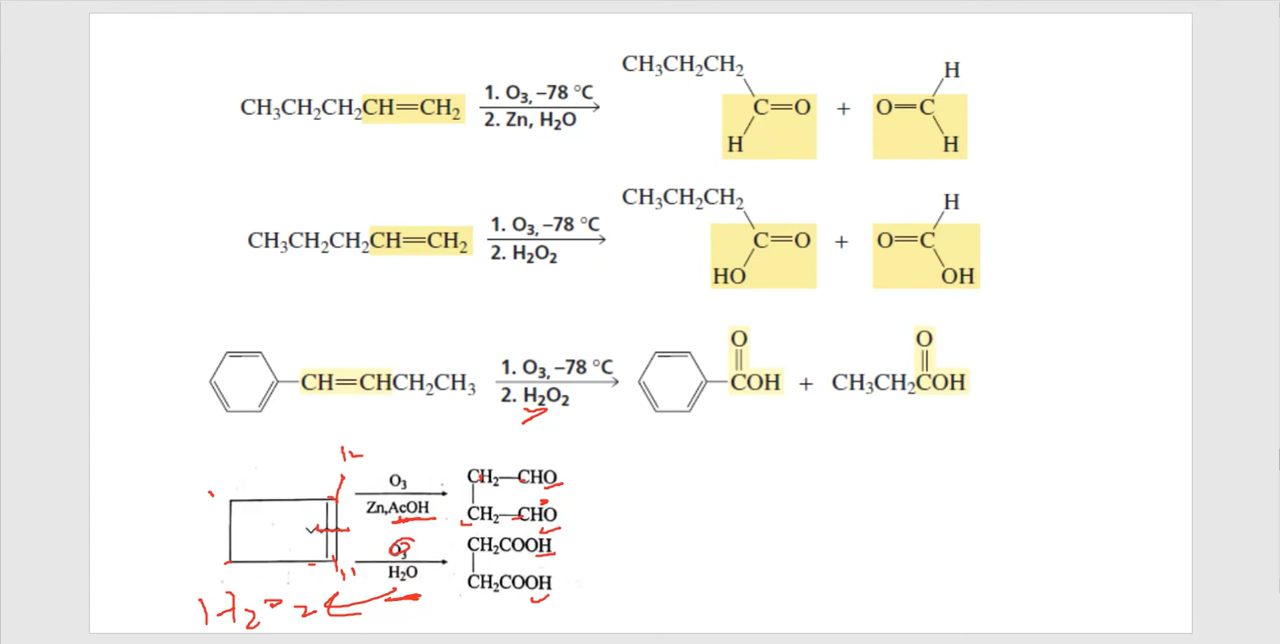 CH₃CH₂CH₂CH=CH₂ 1. O₃, –78 °C 2. Zn, H₂O CH₃CH₂CH₂ C=O H + O=C H H
CH₃CH₂CH₂CH=CH₂ 1. O₃, –78 °C 2. H₂O₂ CH₃CH₂CH₂ C=O HO + O=C H OH
CH=CHCH₂CH₃ 1. O₃, –78 °C 2. H₂O₂ O COH + O CH₃CH₂COH
O₃ Zn,AcOH CH₂—CHO
CH₂—CHO
O₃ H₂O CH₂COOH
CH₂COOH
H₂O₂